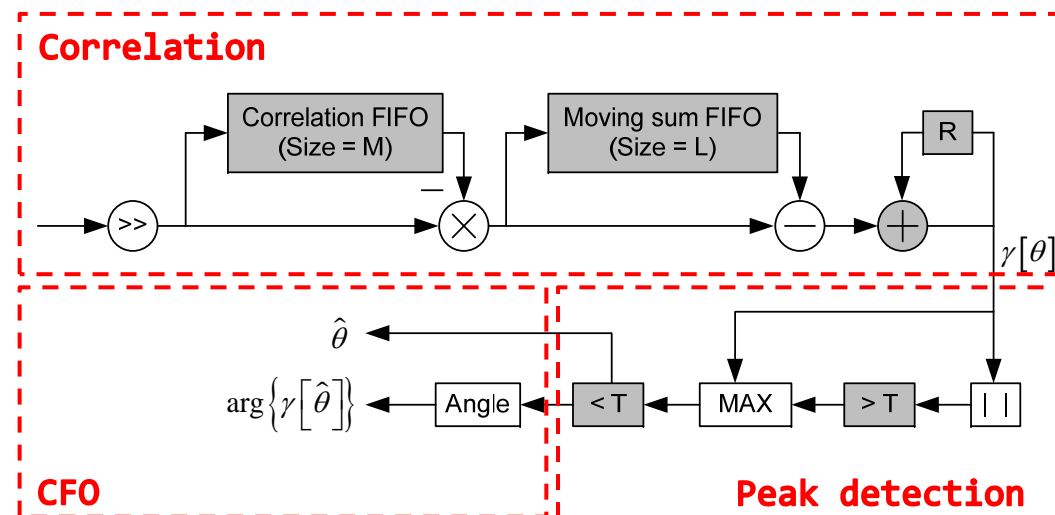 Correlation
Correlation FIFO
(Size = M)
Moving sum FIFO
(Size = L)
R
−
>>
×
−
+
γ[θ]
θ̂
arg{γ[θ̂]}
Angle
< T
MAX
> T
| |
CFO
Peak detection